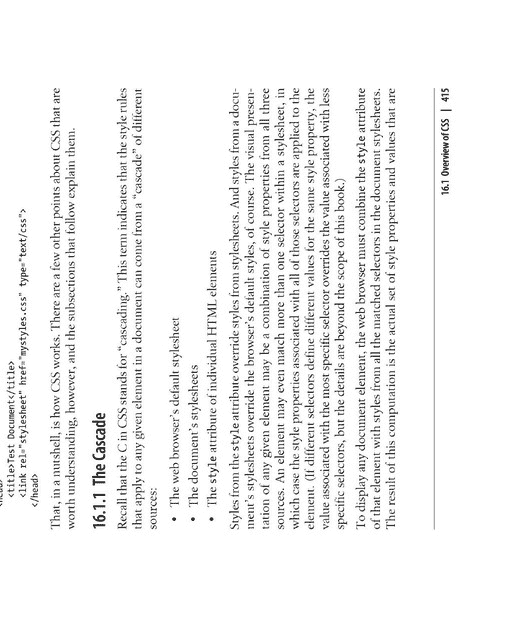 <title>Test Document</title>
<link rel="stylesheet" href="mystyles.css" type="text/css">
</head>
That, in a nutshell, is how CSS works. There are a few other points about CSS that are
worth understanding, however, and the subsections that follow explain them.
16.1.1 The Cascade
Recall that the C in CSS stands for “cascading.” This term indicates that the style rules
that apply to any given element in a document can come from a “cascade” of different
sources:
• The web browser’s default stylesheet
• The document’s stylesheets
• The style attribute of individual HTML elements
Styles from the style attribute override styles from stylesheets. And styles from a docu-
ment’s stylesheets override the browser’s default styles, of course. The visual presen-
tation of any given element may be a combination of style properties from all three
sources. An element may even match more than one selector within a stylesheet, in
which case the style properties associated with all of those selectors are applied to the
element. (If different selectors define different values for the same style property, the
value associated with the most specific selector overrides the value associated with less
specific selectors, but the details are beyond the scope of this book.)
To display any document element, the web browser must combine the style attribute
of that element with styles from all the matched selectors in the document stylesheets.
The result of this computation is the actual set of style properties and values that are
16.1 Overview of CSS | 415